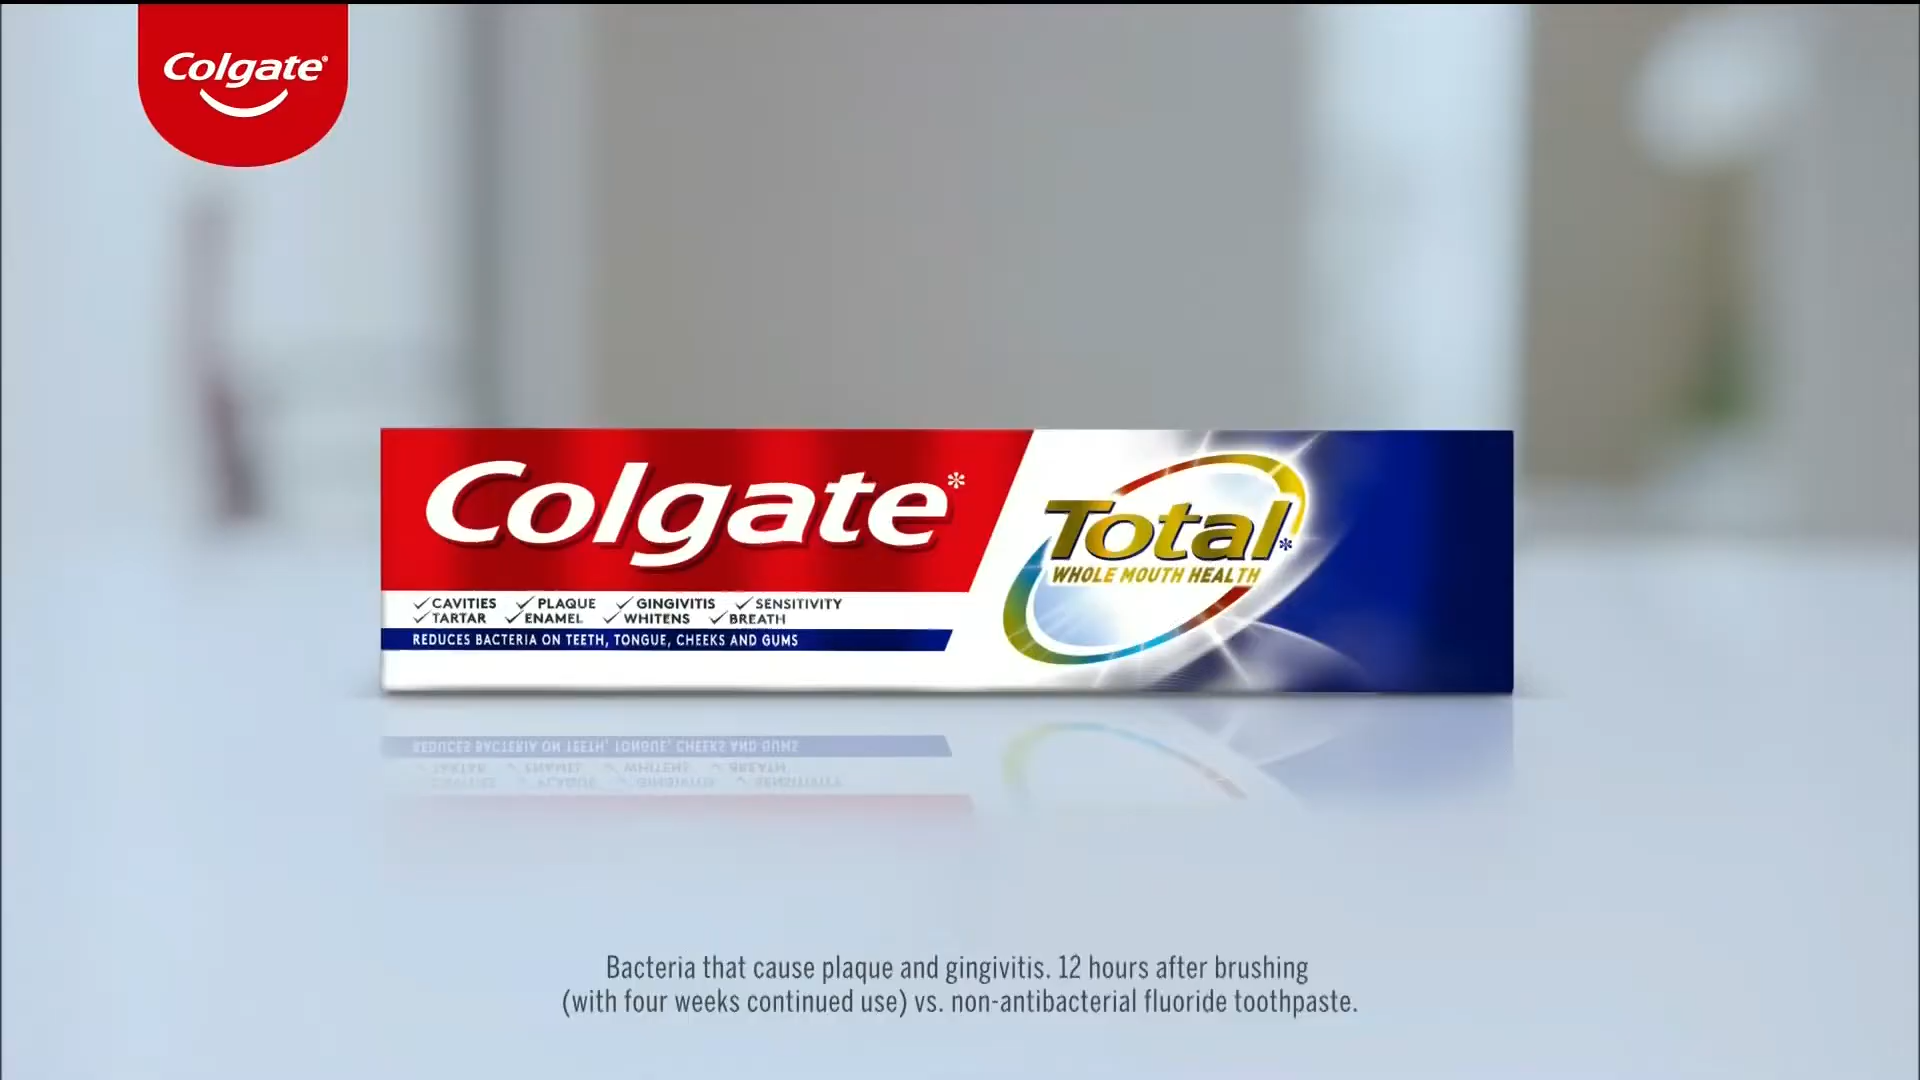 Colgate®
Colgate*
Total*
WHOLE MOUTH HEALTH
✓CAVITIES ✓PLAQUE ✓GINGIVITIS ✓SENSITIVITY
✓TARTAR ✓ENAMEL ✓WHITENS ✓BREATH
REDUCES BACTERIA ON TEETH, TONGUE, CHEEKS AND GUMS
Bacteria that cause plaque and gingivitis. 12 hours after brushing
(with four weeks continued use) vs. non-antibacterial fluoride toothpaste.